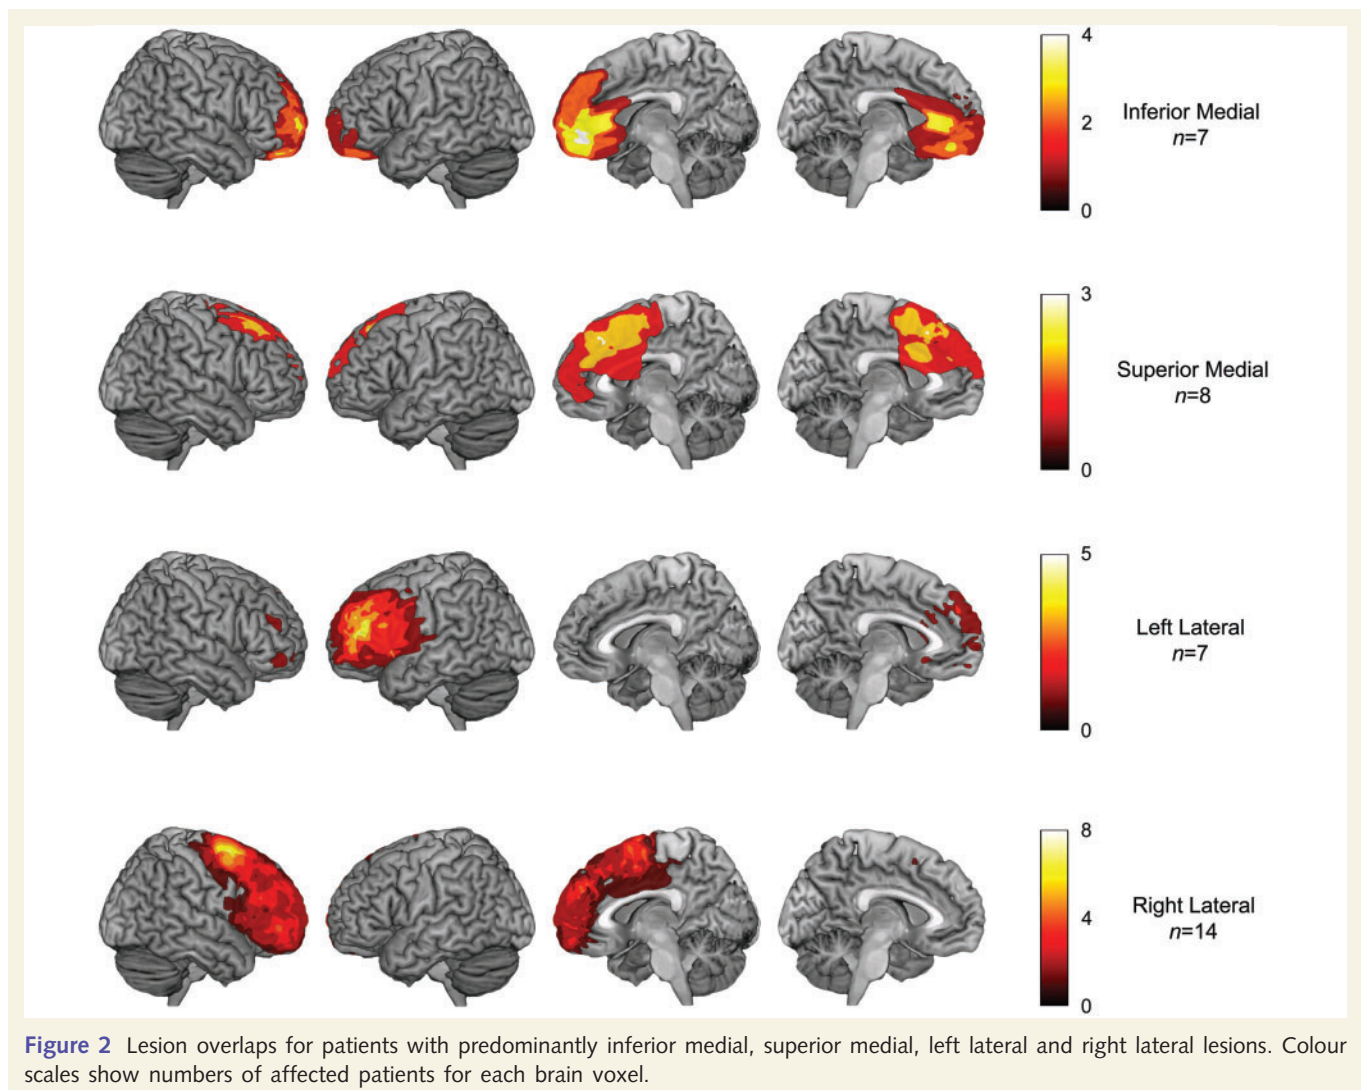 4
2
0
Inferior Medial
n=7
3
0
Superior Medial
n=8
5
0
Left Lateral
n=7
8
4
0
Right Lateral
n=14
Figure 2 Lesion overlaps for patients with predominantly inferior medial, superior medial, left lateral and right lateral lesions. Colour
scales show numbers of affected patients for each brain voxel.